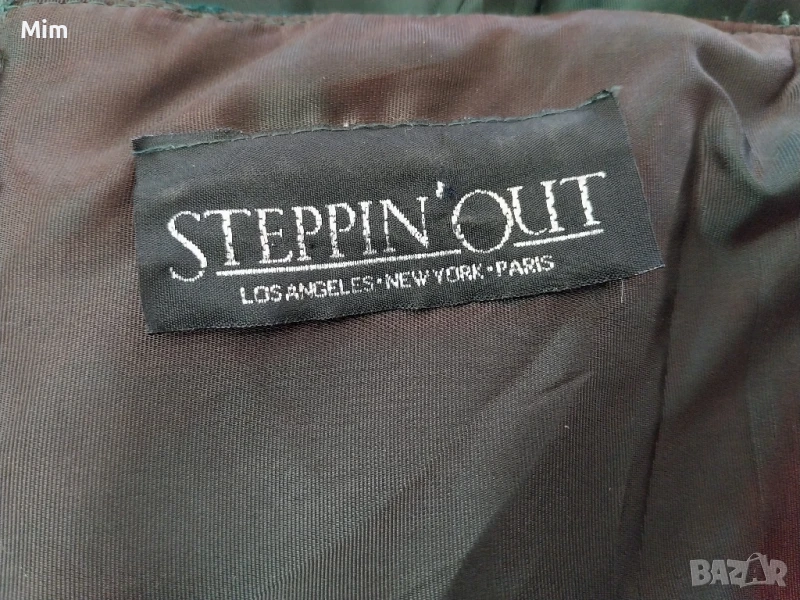 Mim
STEPPIN' OUT
LOS ANGELES · NEW YORK · PARIS
BAZAR